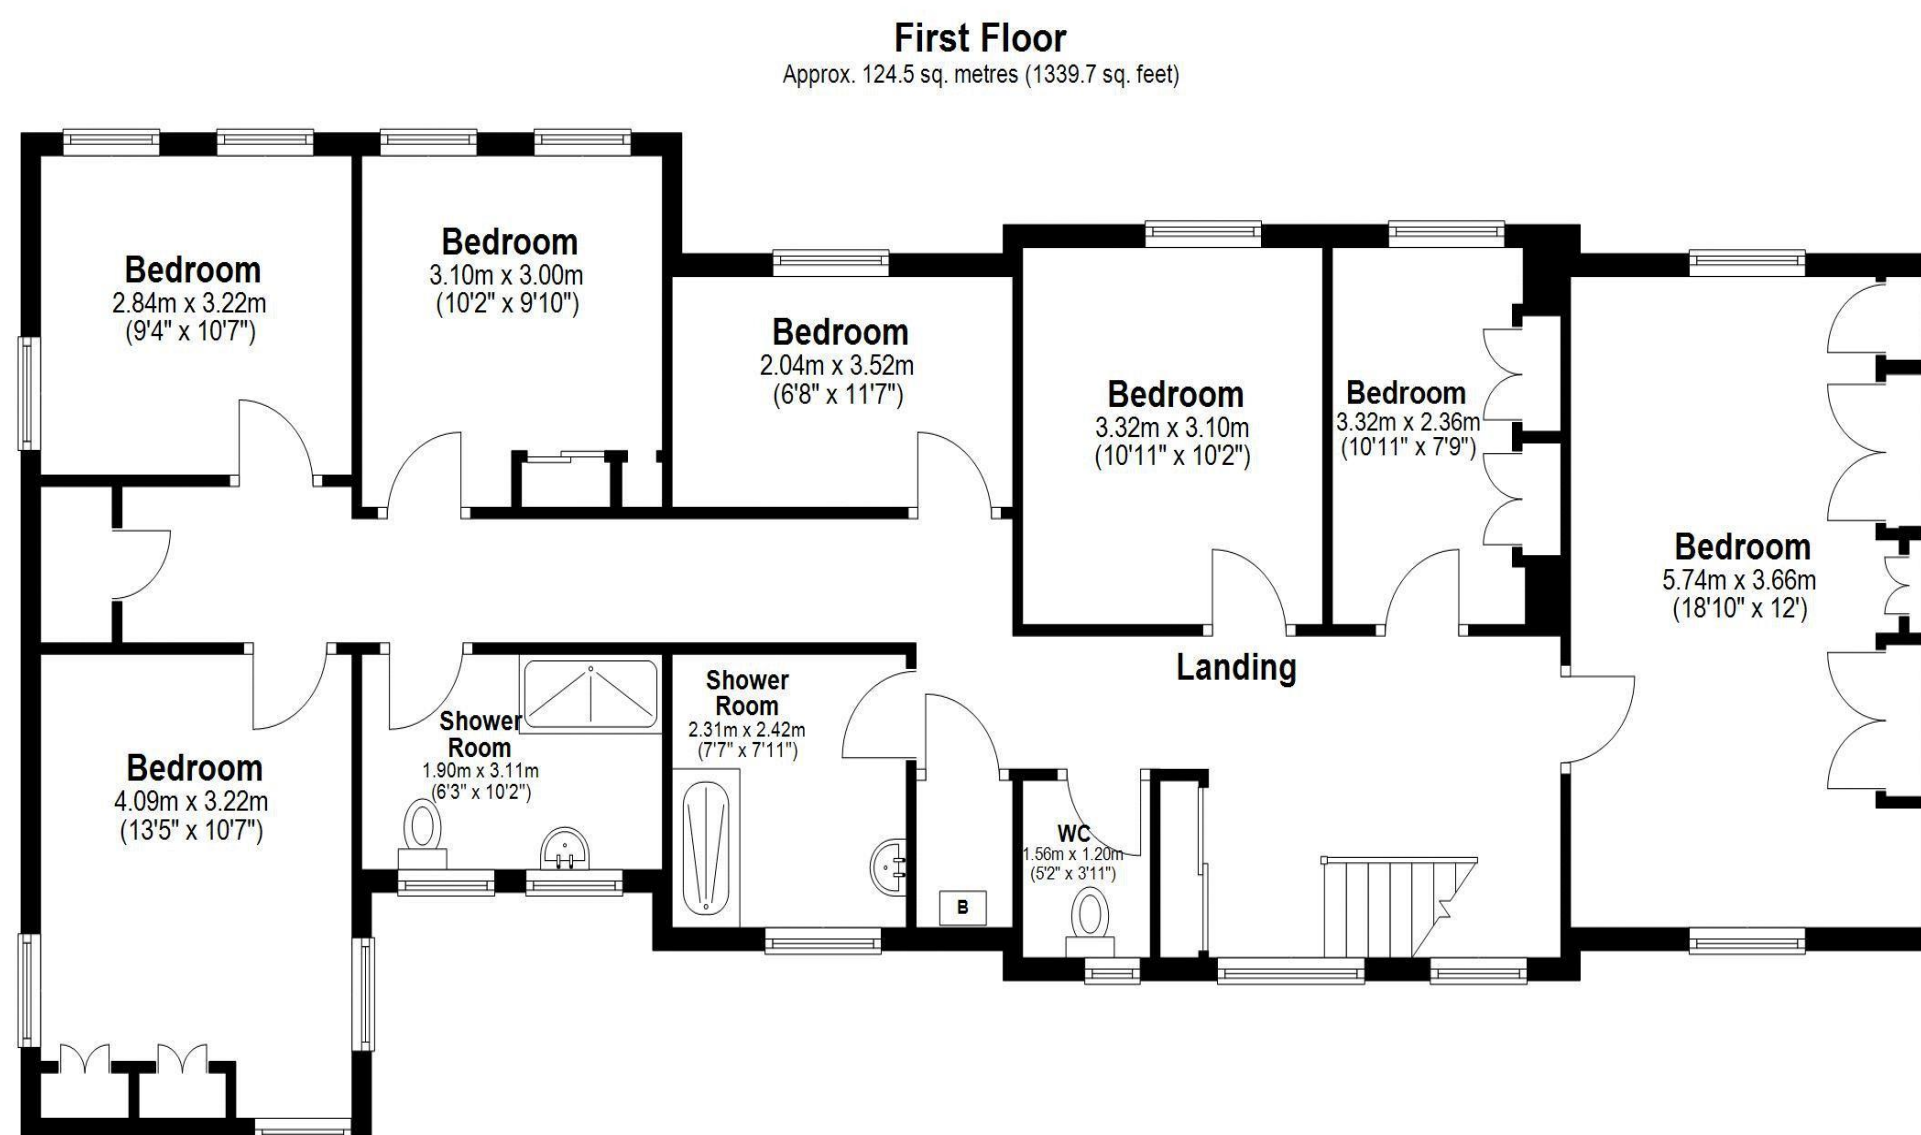 First Floor
Approx. 124.5 sq. metres (1339.7 sq. feet)
Bedroom
2.84m x 3.22m
(9'4" x 10'7")
Bedroom
3.10m x 3.00m
(10'2" x 9'10")
Bedroom
2.04m x 3.52m
(6'8" x 11'7")
Bedroom
3.32m x 3.10m
(10'11" x 10'2")
Bedroom
3.32m x 2.36m
(10'11" x 7'9")
Bedroom
5.74m x 3.66m
(18'10" x 12')
Landing
Bedroom
4.09m x 3.22m
(13'5" x 10'7")
Shower
Room
1.90m x 3.11m
(6'3" x 10'2")
Shower
Room
2.31m x 2.42m
(7'7" x 7'11")
B
WC
1.56m x 1.20m
(5'2" x 3'11")